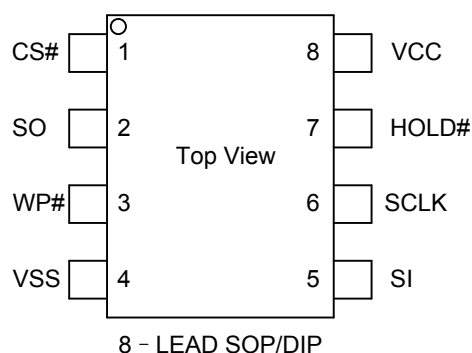 CS# 1 8 VCC
SO 2 7 HOLD#
Top View
WP# 3 6 SCLK
VSS 4 5 SI
8 – LEAD SOP/DIP